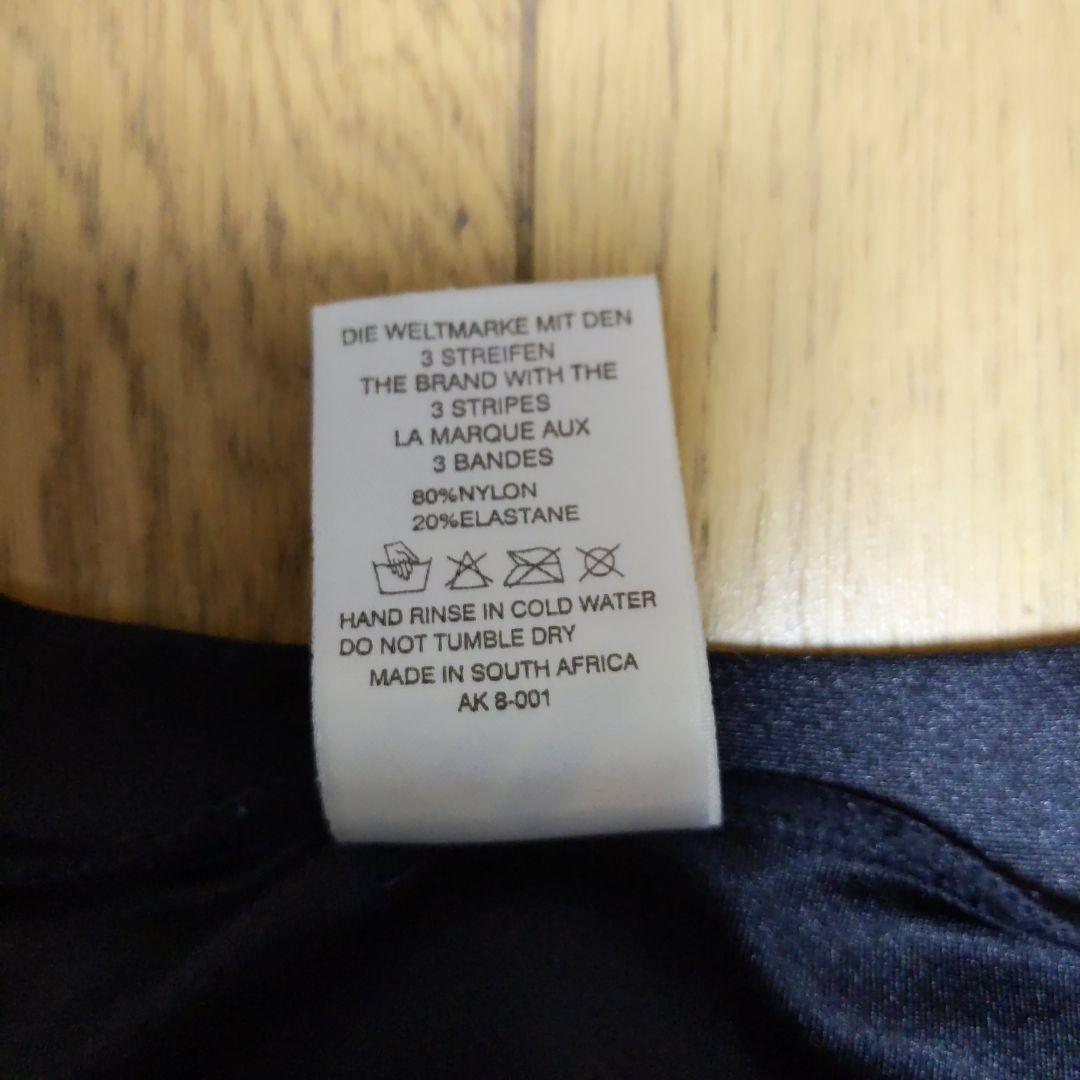 DIE WELTMARKE MIT DEN
3 STREIFEN
THE BRAND WITH THE
3 STRIPES
LA MARQUE AUX
3 BANDES
80%NYLON
20%ELASTANE
HAND RINSE IN COLD WATER
DO NOT TUMBLE DRY
MADE IN SOUTH AFRICA
AK 8-001